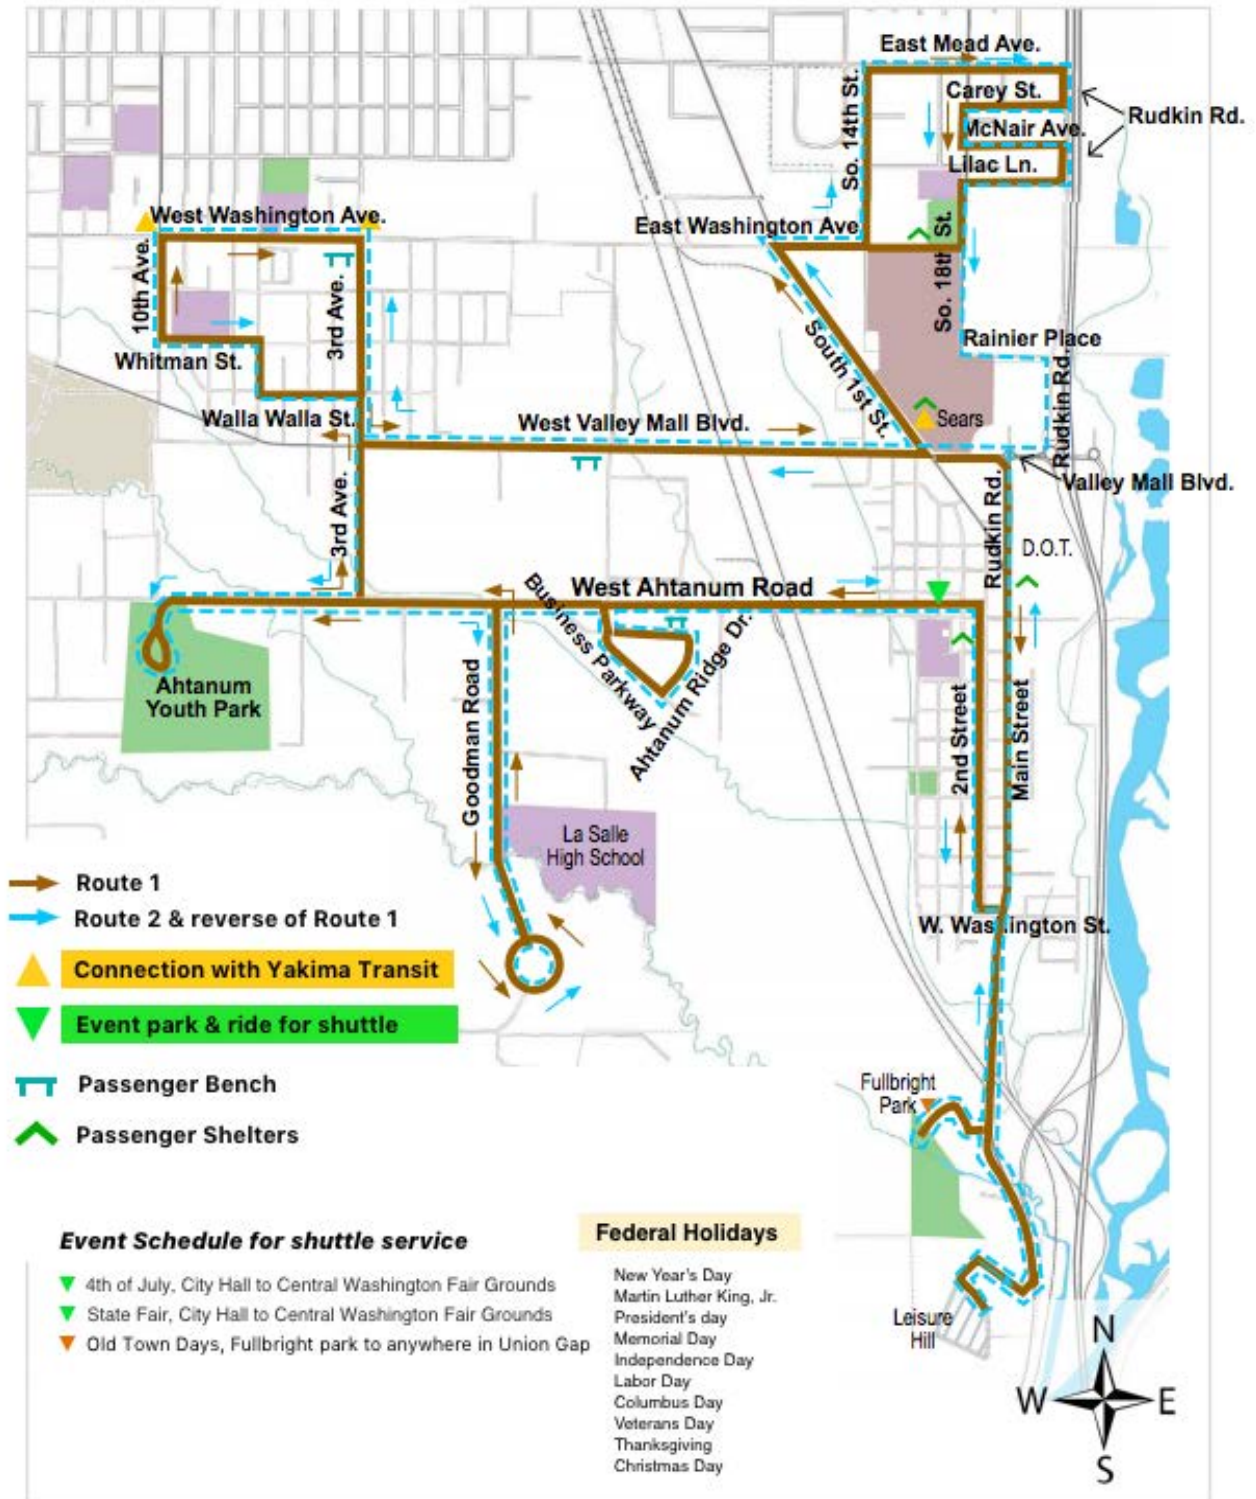 East Mead Ave.
Carey St.
Rudkin Rd.
McNair Ave.
So. 14th St.
Lilac Ln.
West Washington Ave.
East Washington Ave
So. 18th St.
10th Ave.
3rd Ave.
Whitman St.
South 1st St.
Rainier Place
Rudkin Rd.
Walla Walla St.
West Valley Mall Blvd.
Sears
Valley Mall Blvd.
3rd Ave.
Rudkin Rd.
D.O.T.
West Ahtanum Road
Business Parkway
Ahtanum Ridge Dr.
Ahtanum
Youth Park
Goodman Road
2nd Street
Main Street
La Salle
High School
W. Washington St.
Route 1
Route 2 & reverse of Route 1
Connection with Yakima Transit
Event park & ride for shuttle
Passenger Bench
Passenger Shelters
Fullbright
Park
Leisure
Hill
Event Schedule for shuttle service
4th of July, City Hall to Central Washington Fair Grounds
State Fair, City Hall to Central Washington Fair Grounds
Old Town Days, Fullbright park to anywhere in Union Gap
Federal Holidays
New Year's Day
Martin Luther King, Jr.
President's day
Memorial Day
Independence Day
Labor Day
Columbus Day
Veterans Day
Thanksgiving
Christmas Day
N
W E
S